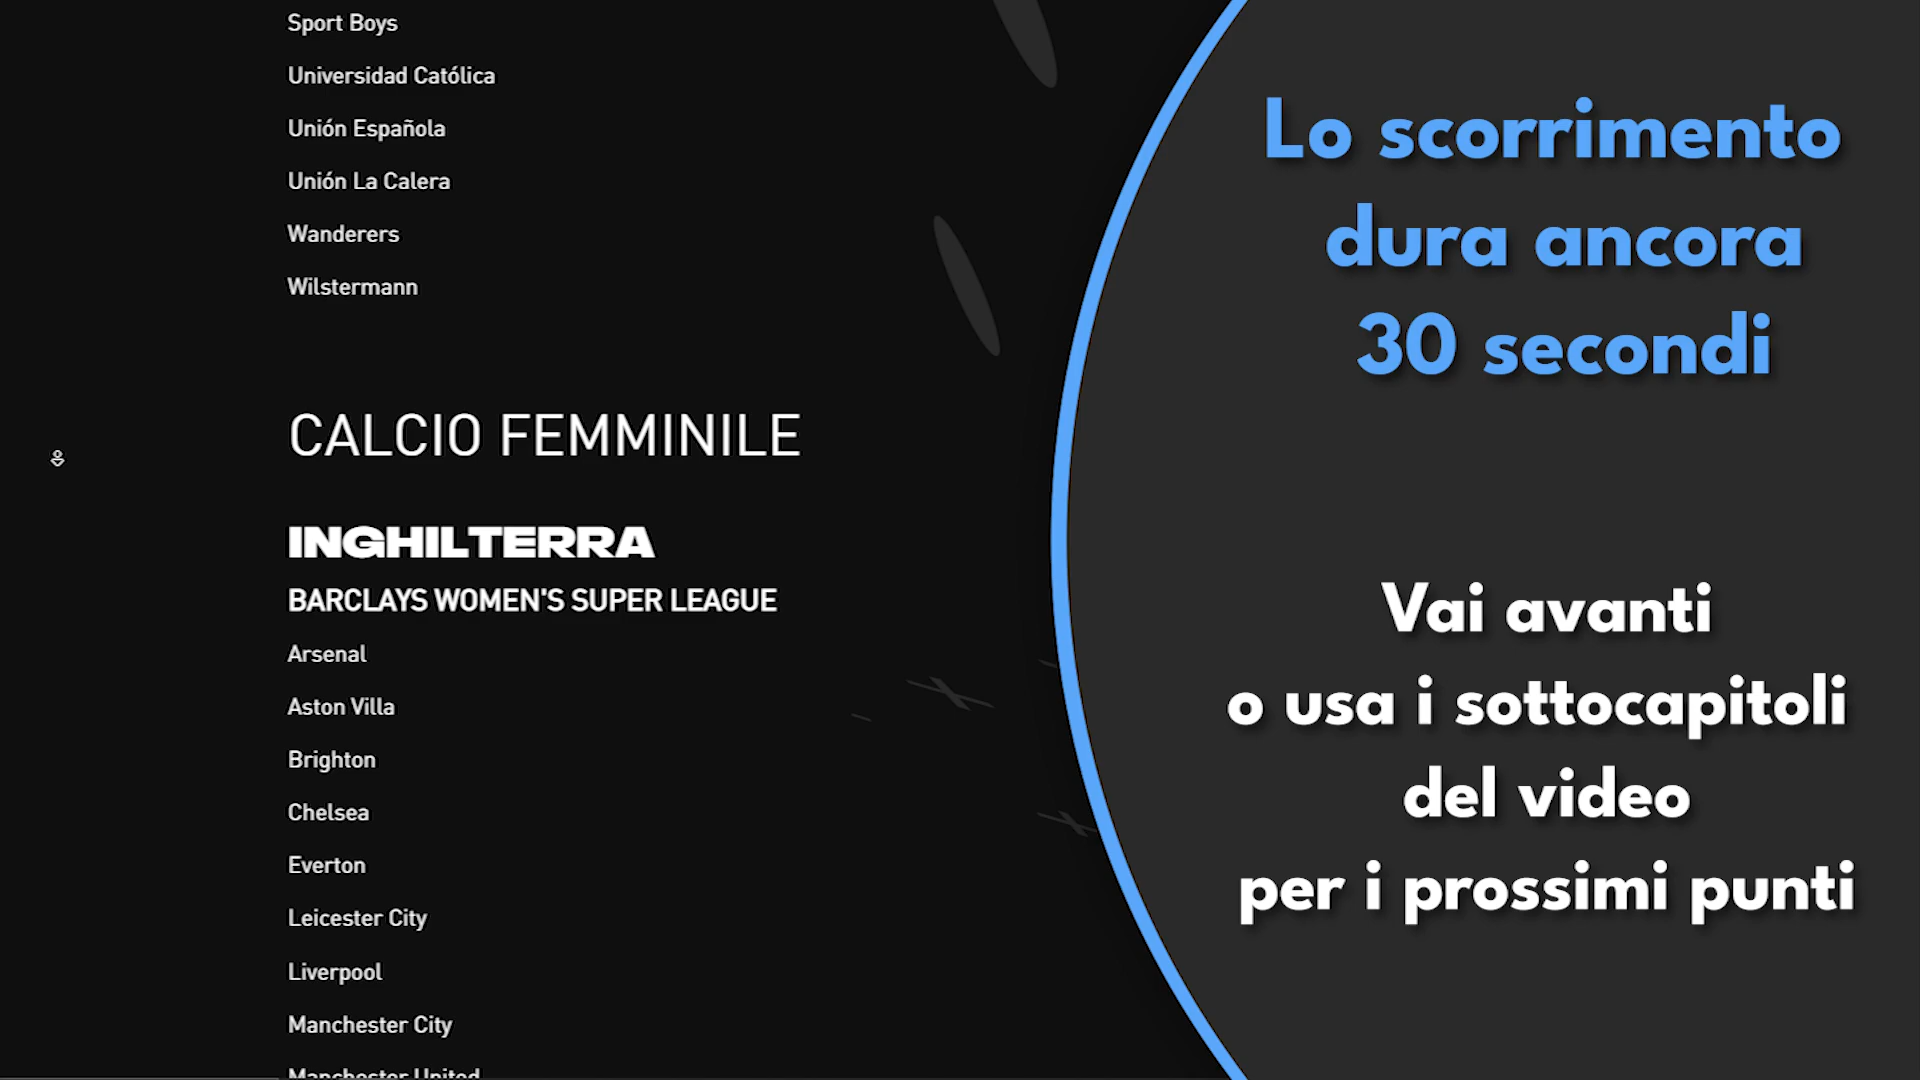 Sport Boys
Universidad Católica
Unión Española
Unión La Calera
Wanderers
Wilstermann
CALCIO FEMMINILE
INGHILTERRA
BARCLAYS WOMEN'S SUPER LEAGUE
Arsenal
Aston Villa
Brighton
Chelsea
Everton
Leicester City
Liverpool
Manchester City
Manchester United
Lo scorrimento
dura ancora
30 secondi
Vai avanti
o usa i sottocapitoli
del video
per i prossimi punti